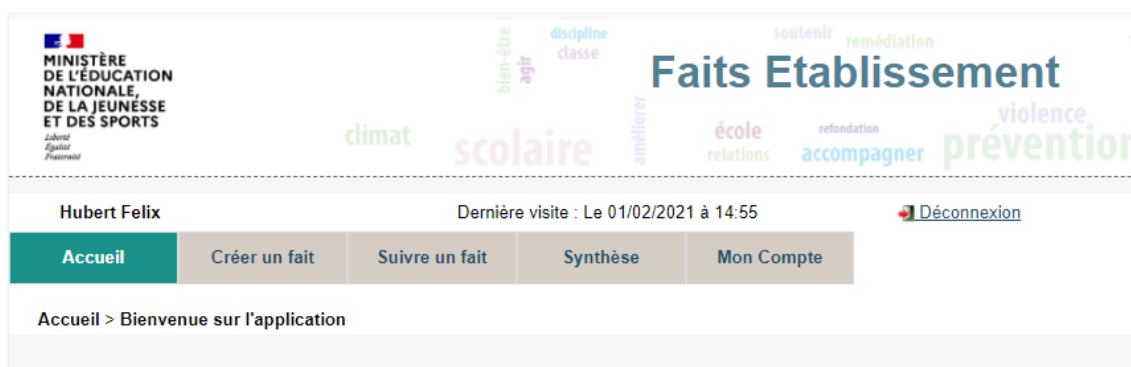 MINISTÈRE
DE L'ÉDUCATION
NATIONALE,
DE LA JEUNESSE
ET DES SPORTS
Liberté
Égalité
Fraternité
bien-être
agir
discipline
classe
soutenir
remédiation
Faits Etablissement
climat
scolaire
améliorer
école
relations
refondation
accompagner
violence
prévention
Hubert Felix
Dernière visite : Le 01/02/2021 à 14:55
Déconnexion
Accueil
Créer un fait
Suivre un fait
Synthèse
Mon Compte
Accueil > Bienvenue sur l'application